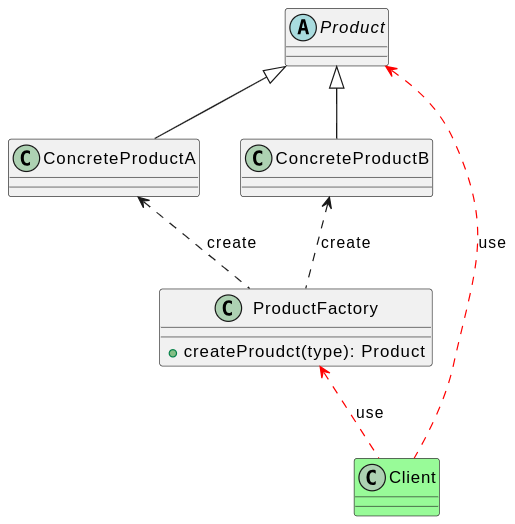 A Product
C ConcreteProductA
C ConcreteProductB
create
create
use
C ProductFactory
createProudct(type): Product
use
C Client